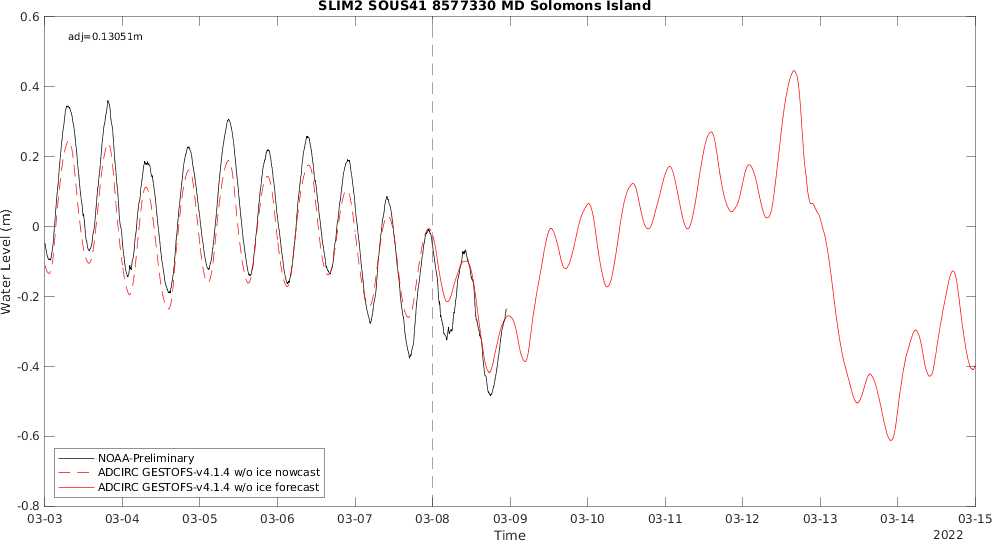 SLIM2 SOUS41 8577330 MD Solomons Island
adj=0.13051m
Water Level (m)
0.6
0.4
0.2
0
-0.2
-0.4
-0.6
-0.8
NOAA-Preliminary
ADCIRC GESTOFS-v4.1.4 w/o ice nowcast
ADCIRC GESTOFS-v4.1.4 w/o ice forecast
03-03 03-04 03-05 03-06 03-07 03-08 03-09 03-10 03-11 03-12 03-13 03-14 03-15
Time
2022